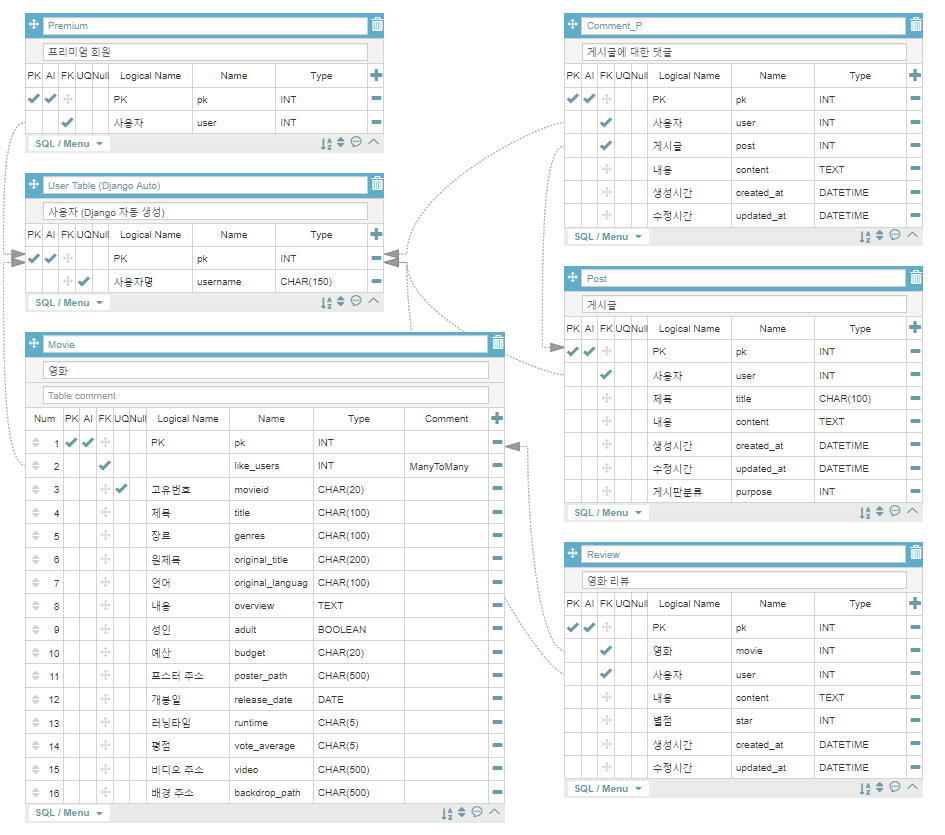 Premium
프리미엄 회원
PK AI FK UQ Null Logical Name Name Type
PK pk INT
사용자 user INT
SQL / Menu
User Table (Django Auto)
사용자 (Django 자동 생성)
PK AI FK UQ Null Logical Name Name Type
PK pk INT
사용자명 username CHAR(150)
SQL / Menu
Movie
영화
Table comment
Num PK AI FK UQ Null Logical Name Name Type Comment
1 PK pk INT
2 like_users INT ManyToMany
3 고유번호 movieid CHAR(20)
4 제목 title CHAR(100)
5 장르 genres CHAR(100)
6 원제목 original_title CHAR(200)
7 언어 original_languag CHAR(100)
8 내용 overview TEXT
9 성인 adult BOOLEAN
10 예산 budget CHAR(20)
11 포스터 주소 poster_path CHAR(500)
12 개봉일 release_date DATE
13 러닝타임 runtime CHAR(5)
14 평점 vote_average CHAR(5)
15 비디오 주소 video CHAR(500)
16 배경 주소 backdrop_path CHAR(500)
SQL / Menu
Comment_P
게시글에 대한 댓글
PK AI FK UQ Null Logical Name Name Type
PK pk INT
사용자 user INT
게시글 post INT
내용 content TEXT
생성시간 created_at DATETIME
수정시간 updated_at DATETIME
SQL / Menu
Post
게시글
PK AI FK UQ Null Logical Name Name Type
PK pk INT
사용자 user INT
제목 title CHAR(100)
내용 content TEXT
생성시간 created_at DATETIME
수정시간 updated_at DATETIME
게시판분류 purpose INT
SQL / Menu
Review
영화 리뷰
PK AI FK UQ Null Logical Name Name Type
PK pk INT
영화 movie INT
사용자 user INT
내용 content TEXT
별점 star INT
생성시간 created_at DATETIME
수정시간 updated_at DATETIME
SQL / Menu